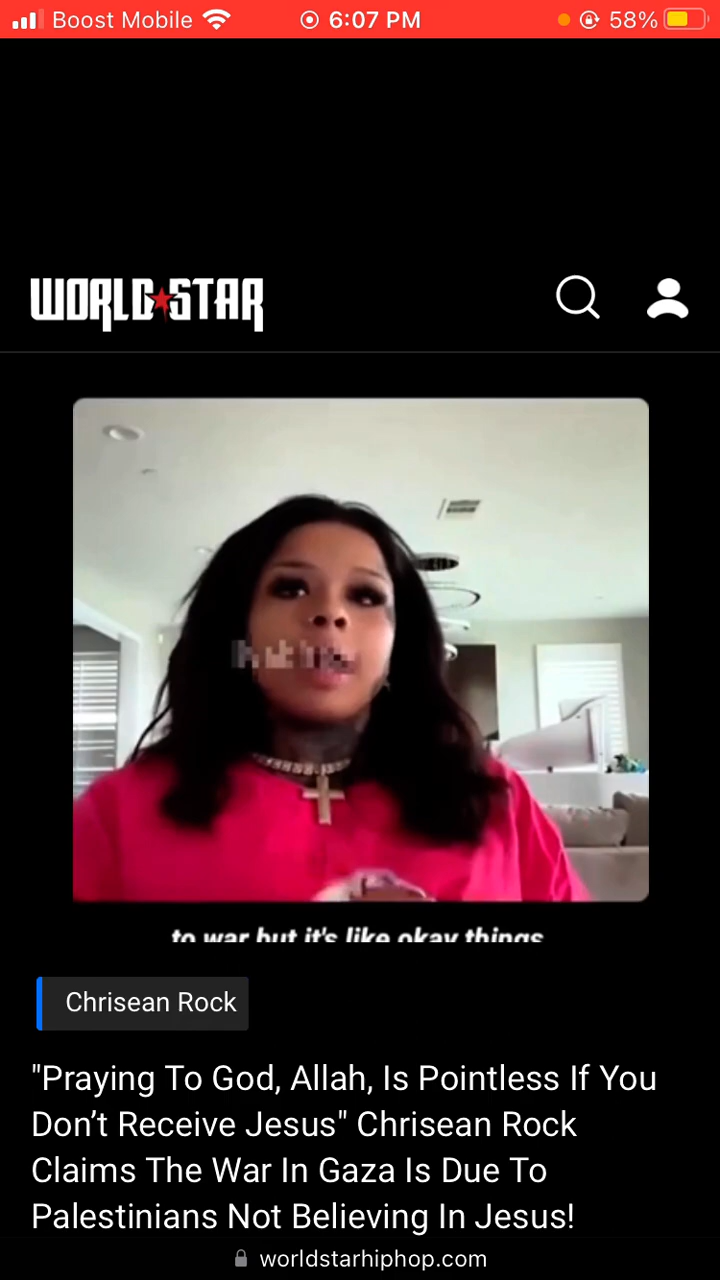 Boost Mobile 6:07 PM 58%
WORLD STAR
to war but it's like okay things
Chrisean Rock
"Praying To God, Allah, Is Pointless If You
Don’t Receive Jesus" Chrisean Rock
Claims The War In Gaza Is Due To
Palestinians Not Believing In Jesus!
worldstarhiphop.com